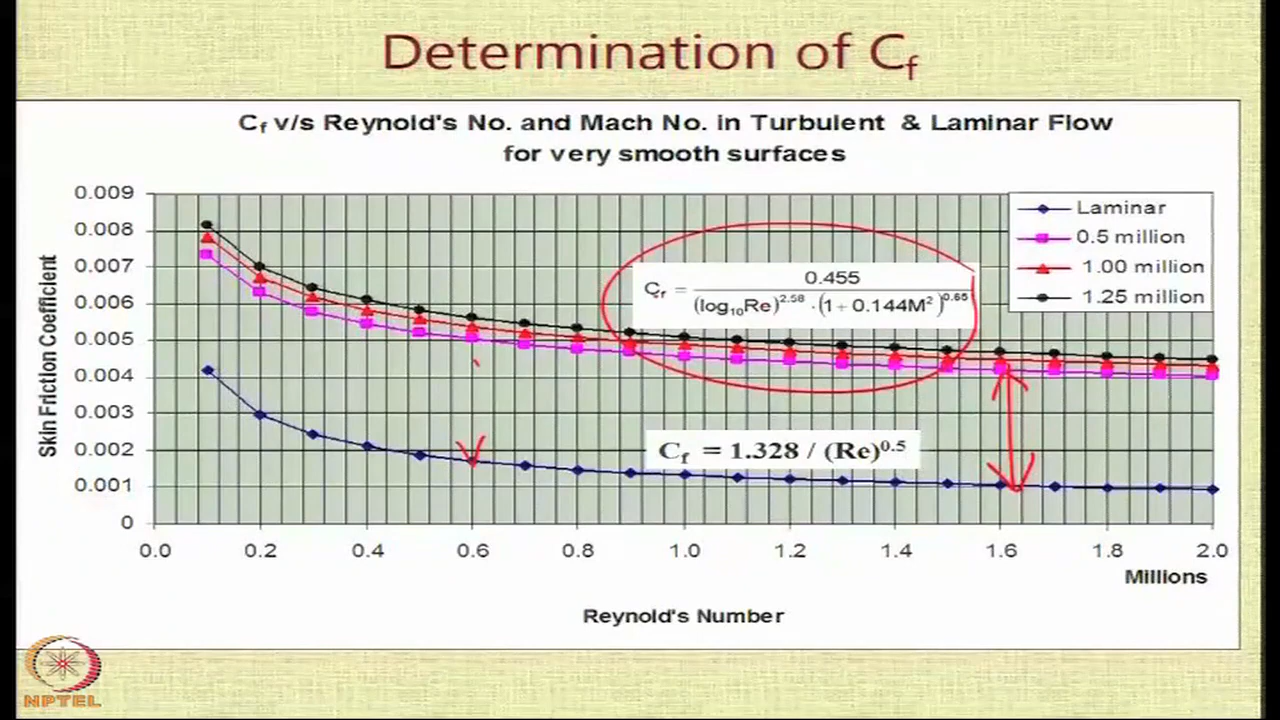 Determination of Cf
Cf v/s Reynold's No. and Mach No. in Turbulent & Laminar Flow
for very smooth surfaces
0.009
0.008
0.007
0.006
0.005
0.004
0.003
0.002
0.001
0
Skin Friction Coefficient
Laminar
0.5 million
1.00 million
1.25 million
Cf = 0.455 / (log10Re)^2.58 · (1 + 0.144M^2)^0.65
Cf = 1.328 / (Re)^0.5
0.0 0.2 0.4 0.6 0.8 1.0 1.2 1.4 1.6 1.8 2.0
Millions
Reynold's Number
NPTEL